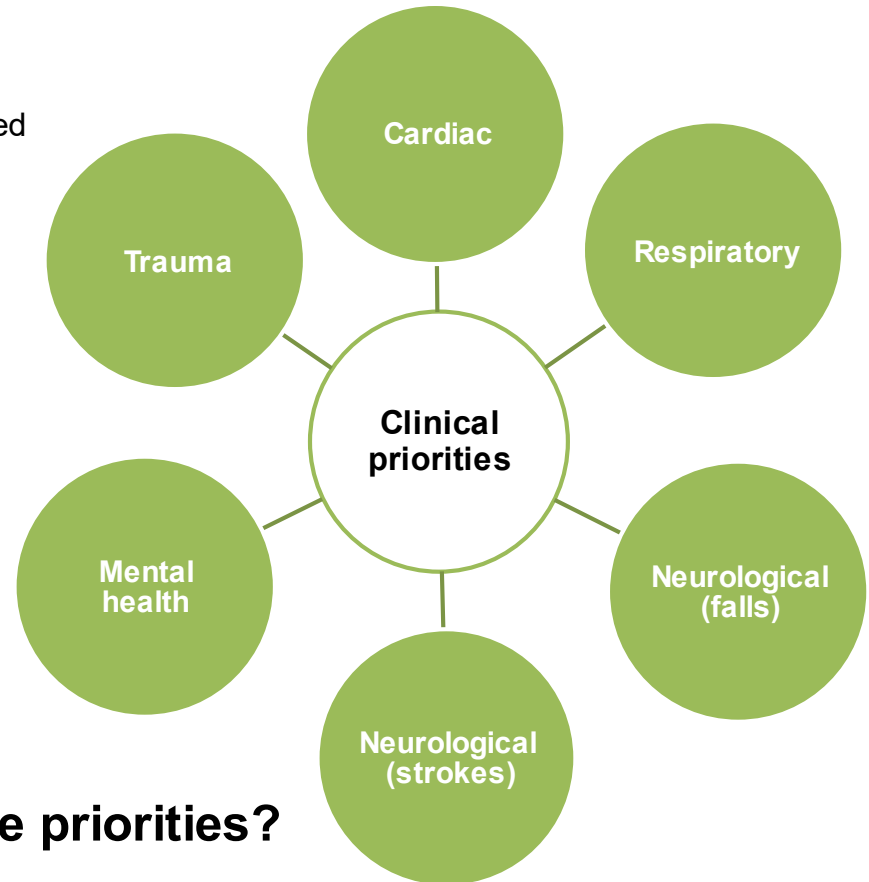 ed
Cardiac
Respiratory
Trauma
Clinical
priorities
Mental
health
Neurological
(falls)
Neurological
(strokes)
e priorities?